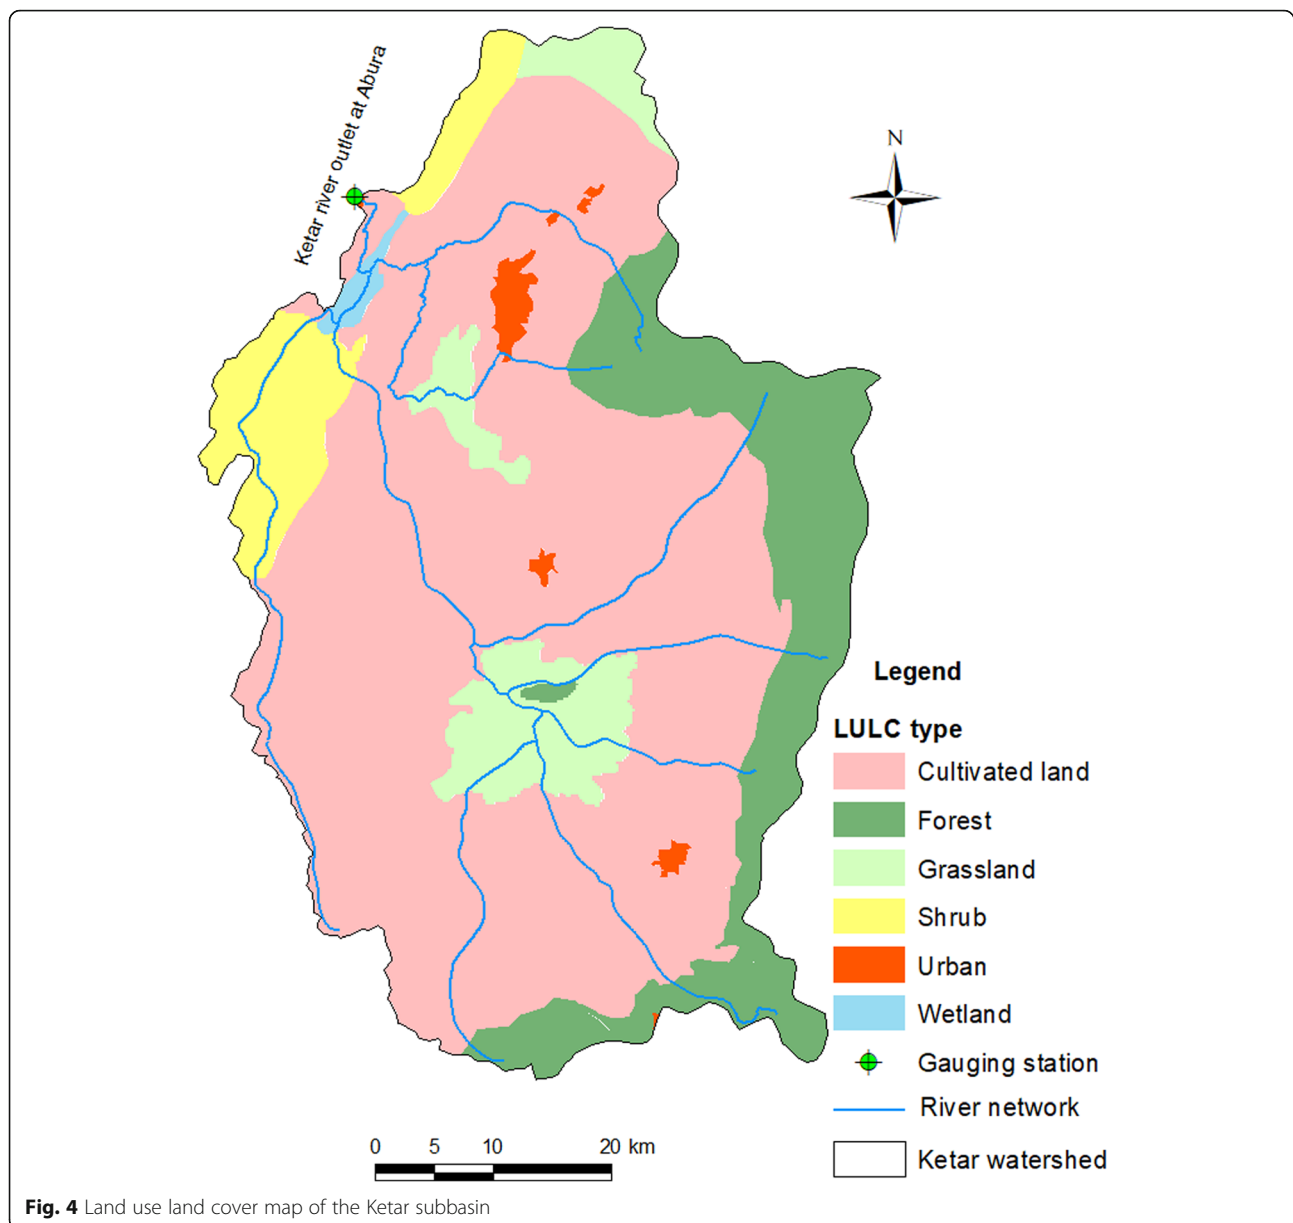 Ketar river outlet at Abura
N
Legend
LULC type
Cultivated land
Forest
Grassland
Shrub
Urban
Wetland
Gauging station
River network
Ketar watershed
0 5 10 20 km
Fig. 4 Land use land cover map of the Ketar subbasin